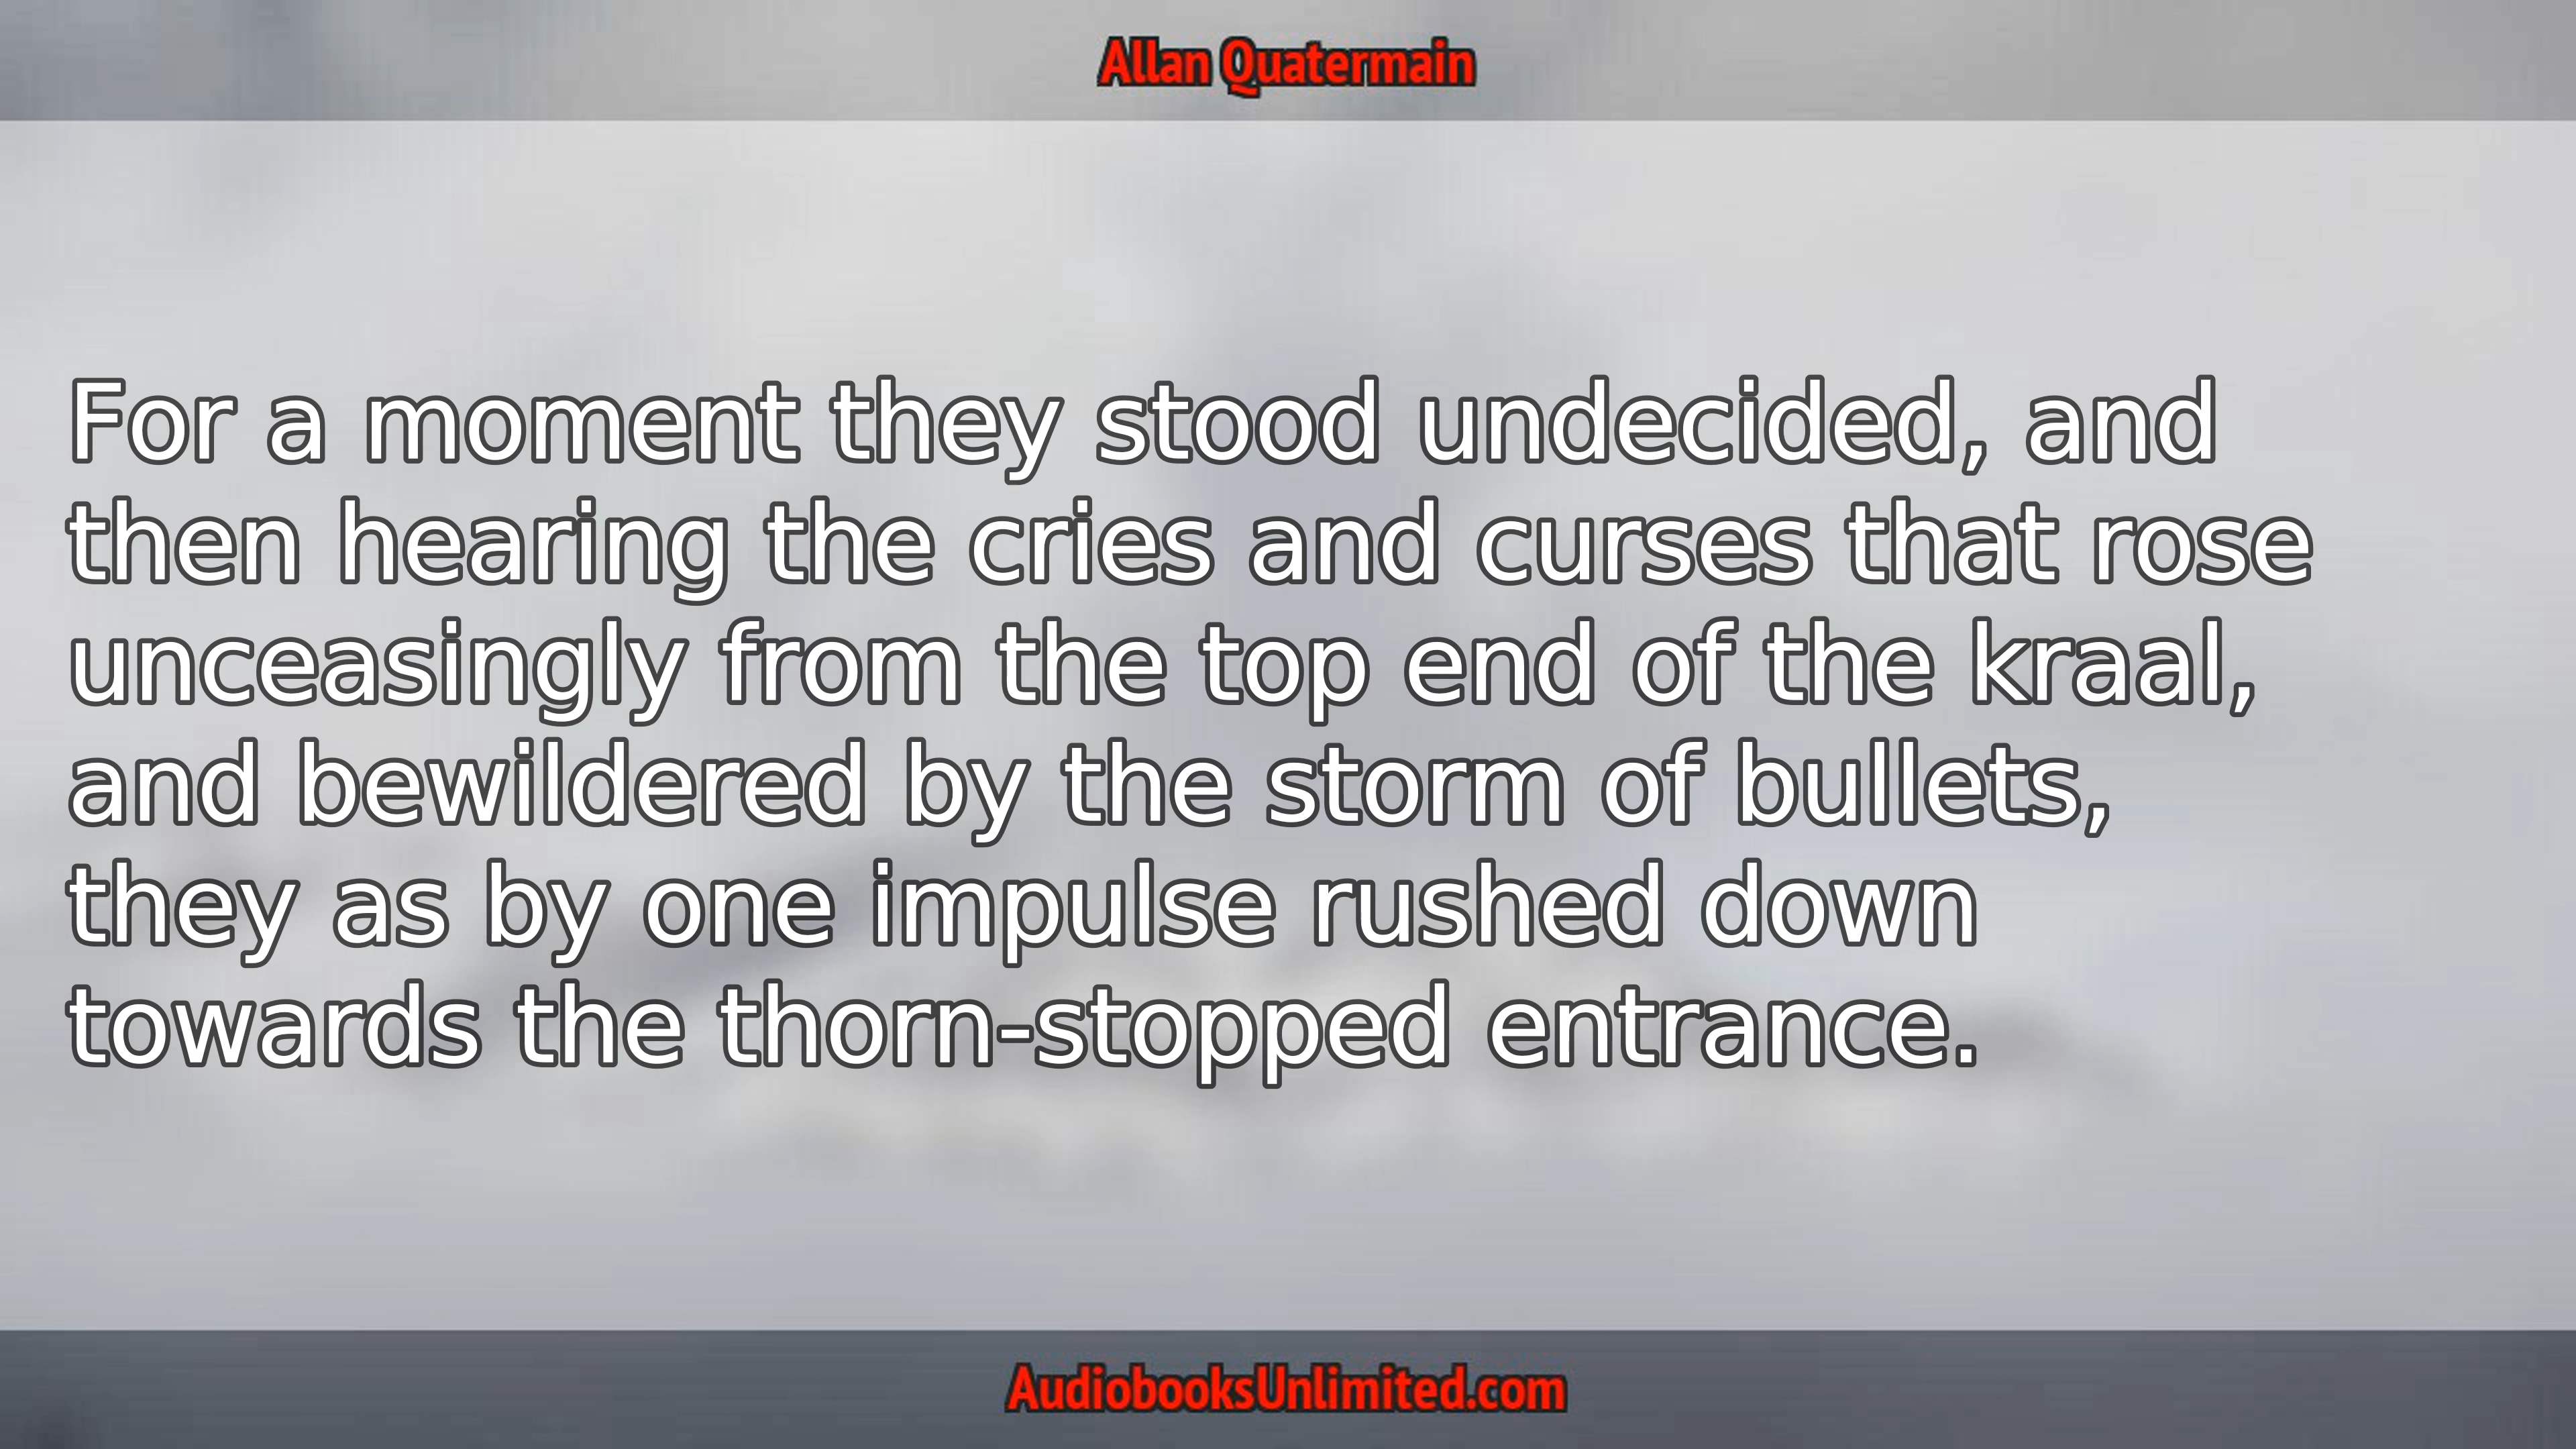 Allan Quatermain
For a moment they stood undecided, and
then hearing the cries and curses that rose
unceasingly from the top end of the kraal,
and bewildered by the storm of bullets,
they as by one impulse rushed down
towards the thorn-stopped entrance.
AudiobooksUnlimited.com